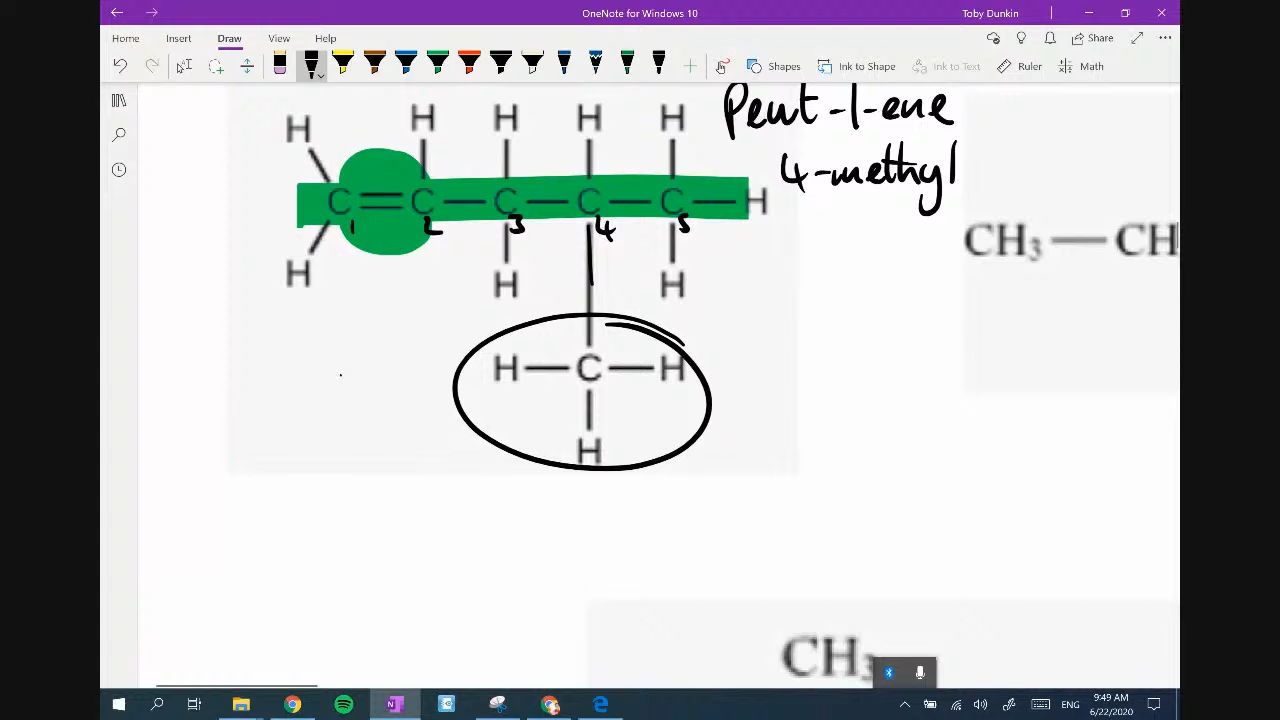 OneNote for Windows 10
Toby Dunkin
Home Insert Draw View Help
Share
Shapes
Ink to Shape
Ink to Text
Ruler
Math
Pent-1-ene
4-methyl
H H H H H
C C C C C H
1 2 3 4 5
H H H
H C H
H
CH₃ — CH
CH₃
ENG
9:49 AM
6/22/2020